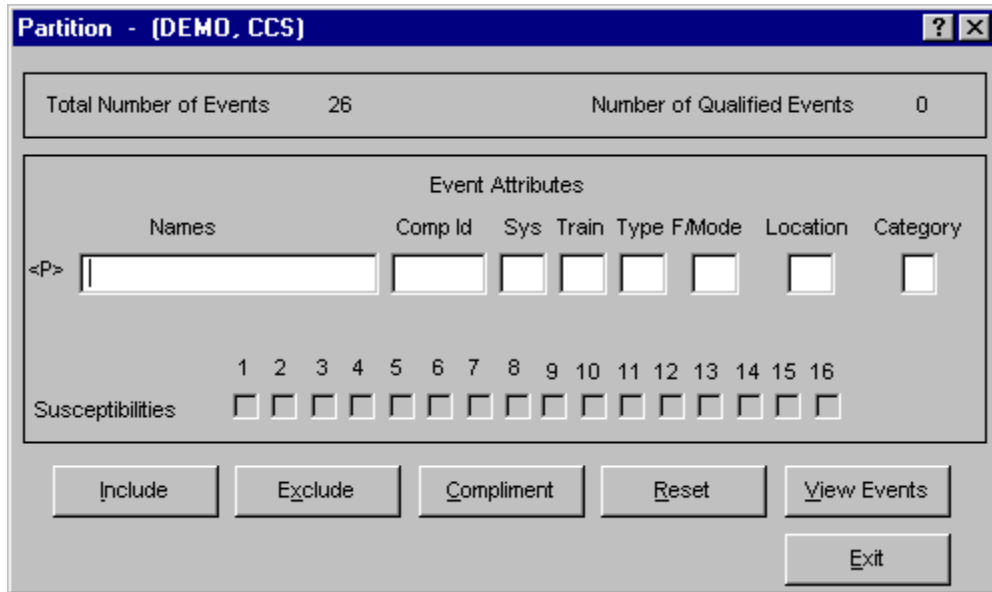 Partition - (DEMO, CCS)
Total Number of Events 26 Number of Qualified Events 0
Event Attributes
Names Comp Id Sys Train Type F/Mode Location Category
<P>
1 2 3 4 5 6 7 8 9 10 11 12 13 14 15 16
Susceptibilities
Include Exclude Compliment Reset View Events
Exit